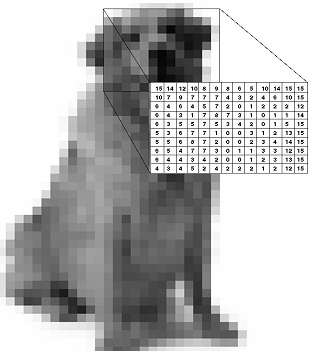 15 14 12 10 8 9 8 6 5 10 14 15 15
10 7 9 7 7 7 4 3 2 4 6 10 15
9 4 6 4 5 7 2 0 1 2 2 2 12
6 4 3 1 7 8 7 3 1 0 1 1 14
6 3 5 5 7 5 3 4 2 0 1 5 15
5 3 6 6 7 1 0 0 3 1 2 13 15
5 5 6 8 7 2 0 0 2 3 4 14 15
6 5 4 7 7 3 0 1 1 3 3 12 15
6 4 4 3 4 2 0 0 1 2 3 13 15
4 3 4 5 2 4 2 2 2 1 2 12 15